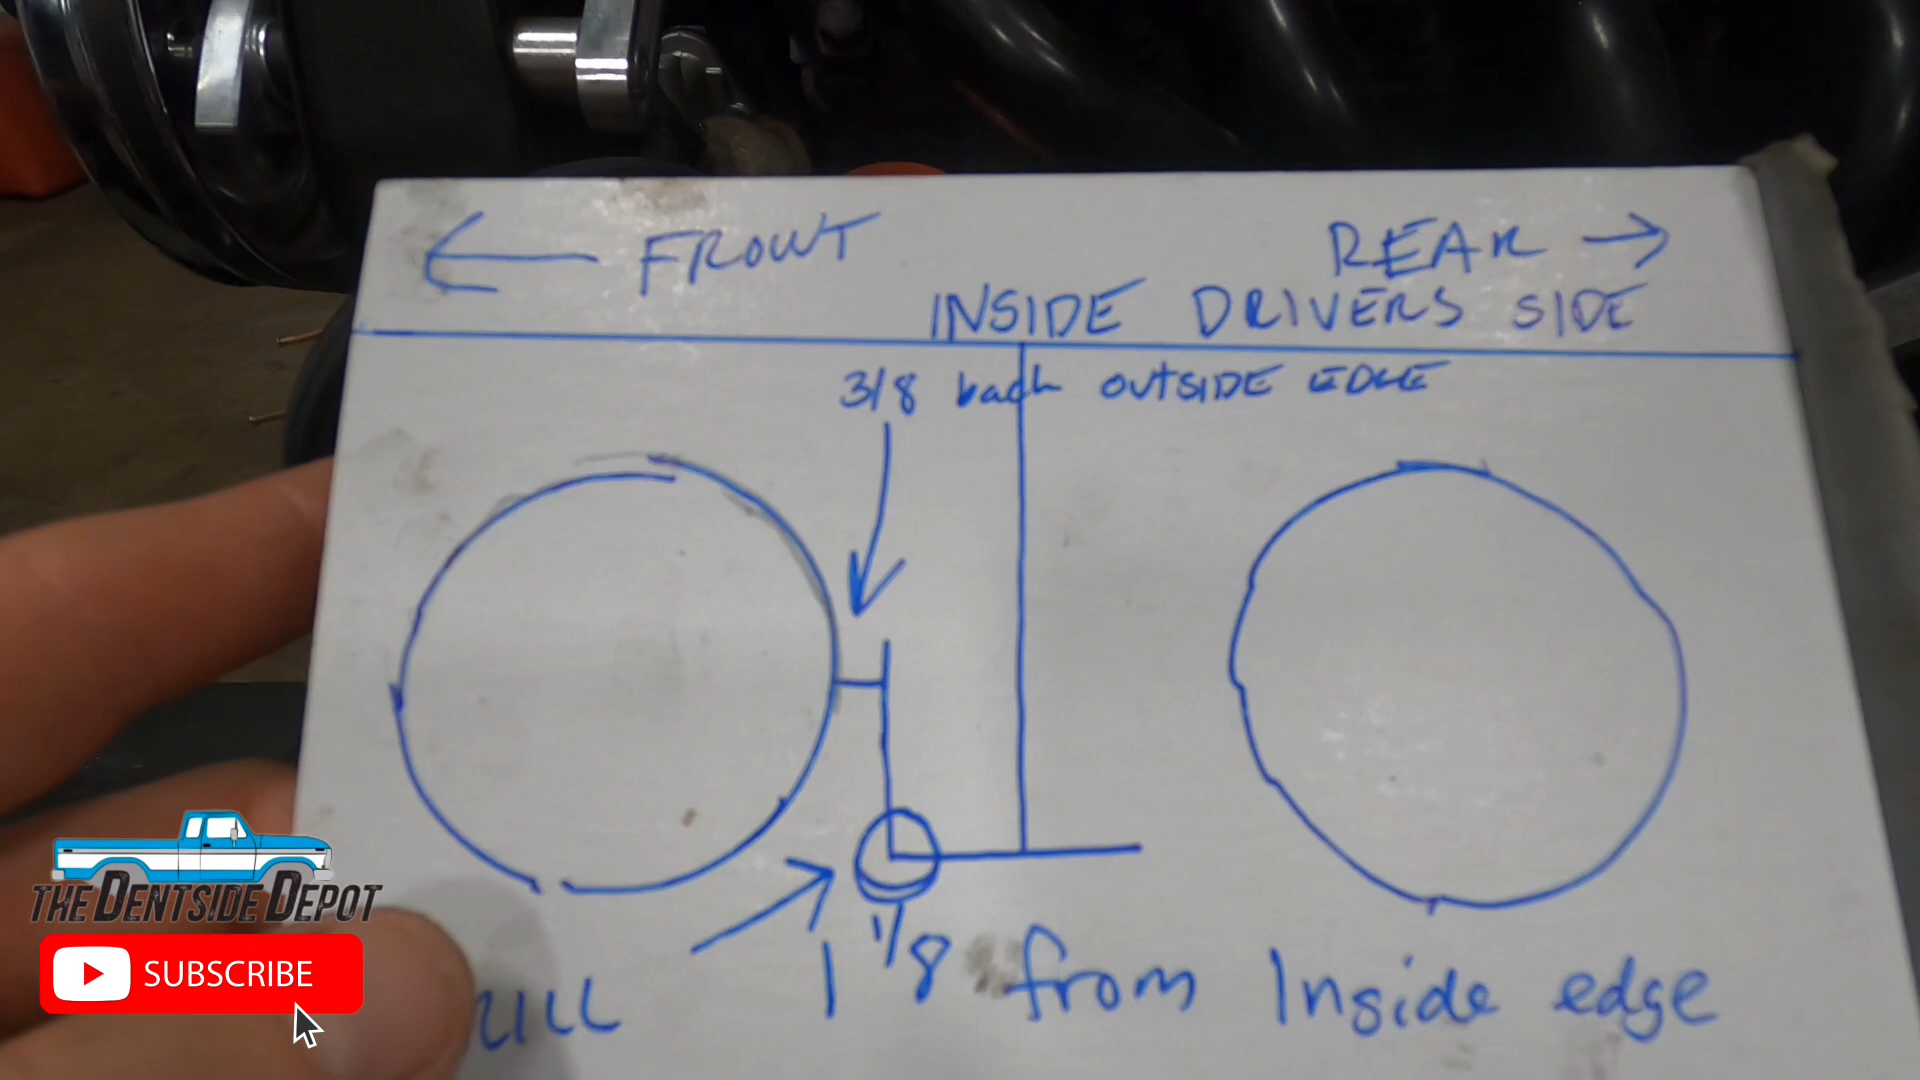 FRONT
REAR
INSIDE DRIVERS SIDE
3/8 back OUTSIDE EDGE
1 1/8 from Inside edge
THE DENTSIDE DEPOT
SUBSCRIBE